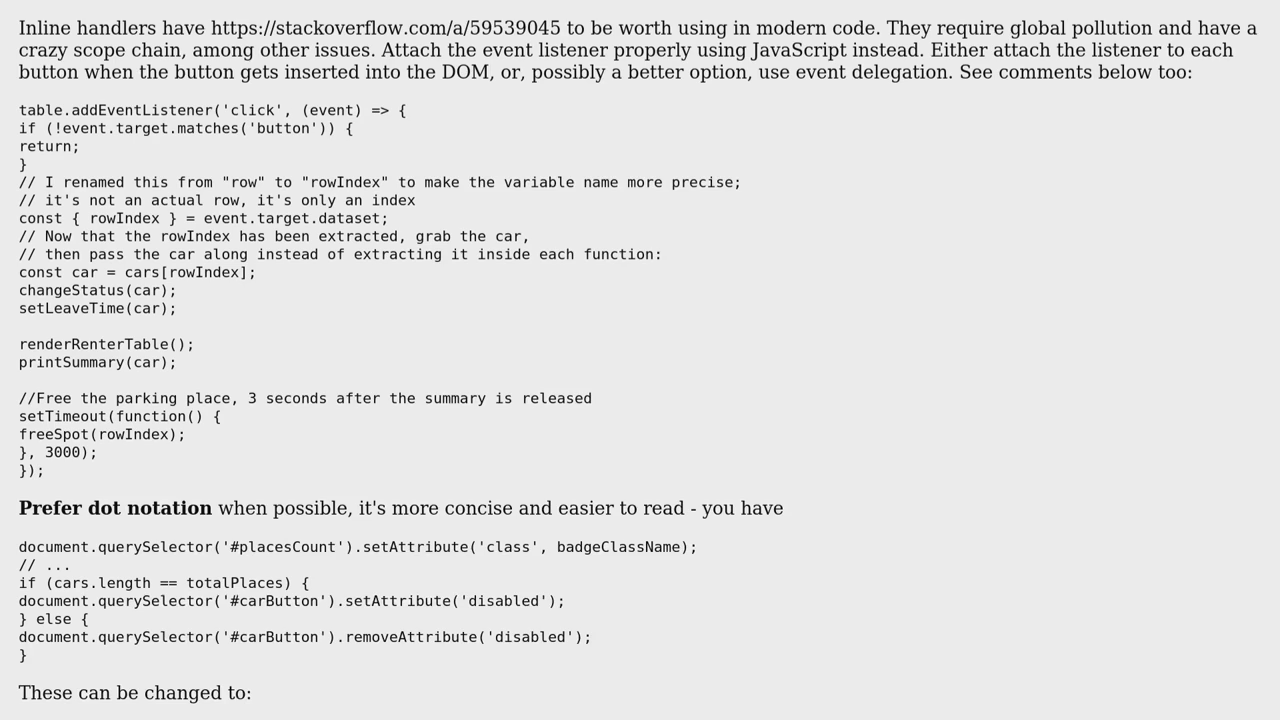 Inline handlers have https://stackoverflow.com/a/59539045 to be worth using in modern code. They require global pollution and have a
crazy scope chain, among other issues. Attach the event listener properly using JavaScript instead. Either attach the listener to each
button when the button gets inserted into the DOM, or, possibly a better option, use event delegation. See comments below too:
table.addEventListener('click', (event) => {
if (!event.target.matches('button')) {
return;
}
// I renamed this from "row" to "rowIndex" to make the variable name more precise;
// it's not an actual row, it's only an index
const { rowIndex } = event.target.dataset;
// Now that the rowIndex has been extracted, grab the car,
// then pass the car along instead of extracting it inside each function:
const car = cars[rowIndex];
changeStatus(car);
setLeaveTime(car);
renderRenterTable();
printSummary(car);
//Free the parking place, 3 seconds after the summary is released
setTimeout(function() {
freeSpot(rowIndex);
}, 3000);
});
Prefer dot notation when possible, it's more concise and easier to read - you have
document.querySelector('#placesCount').setAttribute('class', badgeClassName);
// ...
if (cars.length == totalPlaces) {
document.querySelector('#carButton').setAttribute('disabled');
} else {
document.querySelector('#carButton').removeAttribute('disabled');
}
These can be changed to: